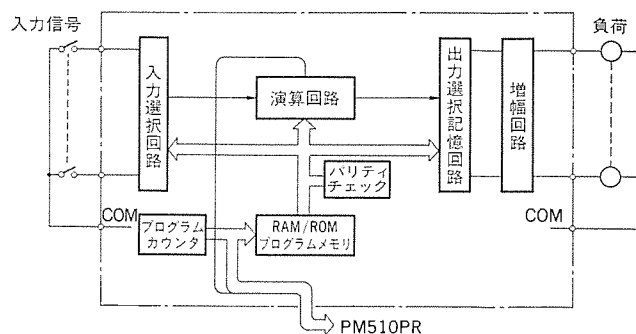 入力信号
負荷
入力選択回路
演算回路
出力選択記憶回路
増幅回路
パリティ
チェック
COM
COM
プログラム
カウンタ
RAM/ROM
プログラムメモリ
PM510PR